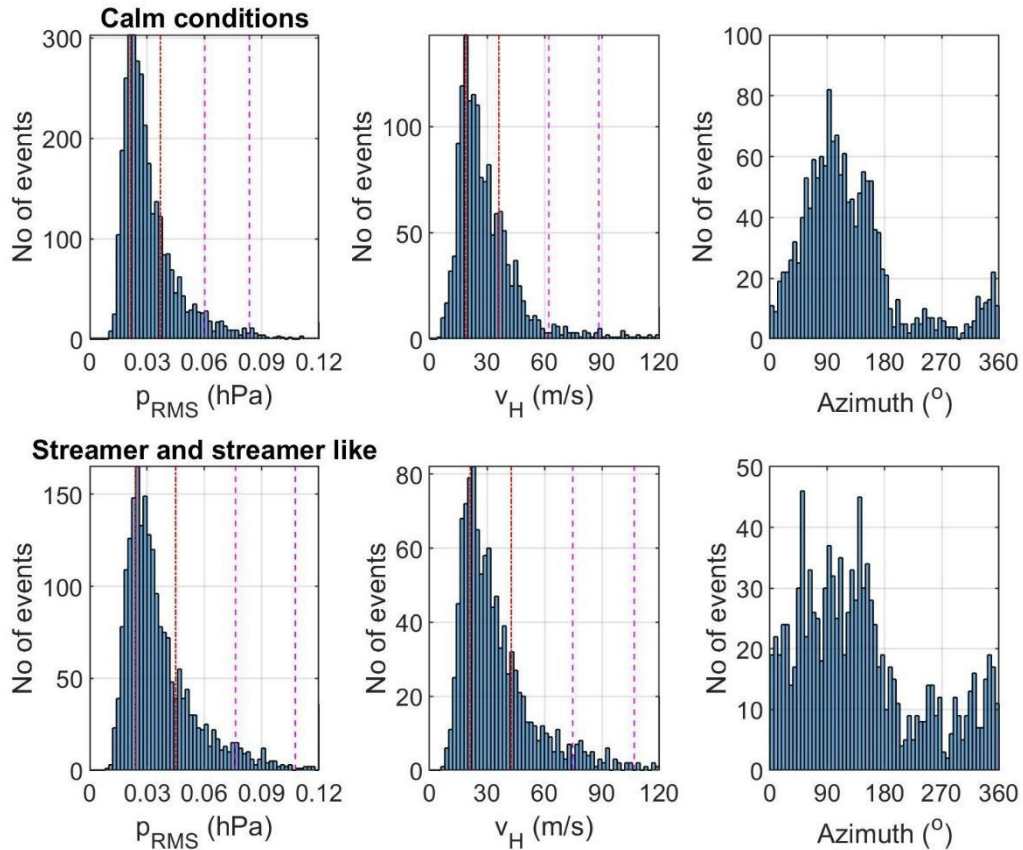 Calm conditions
300
200
100
0
No of events
0 0.03 0.06 0.09 0.12
p_RMS (hPa)
100
50
0
No of events
0 30 60 90 120
v_H (m/s)
100
80
60
40
20
0
No of events
0 90 180 270 360
Azimuth (°)
Streamer and streamer like
150
100
50
0
No of events
0 0.03 0.06 0.09 0.12
p_RMS (hPa)
80
60
40
20
0
No of events
0 30 60 90 120
v_H (m/s)
50
40
30
20
10
0
No of events
0 90 180 270 360
Azimuth (°)